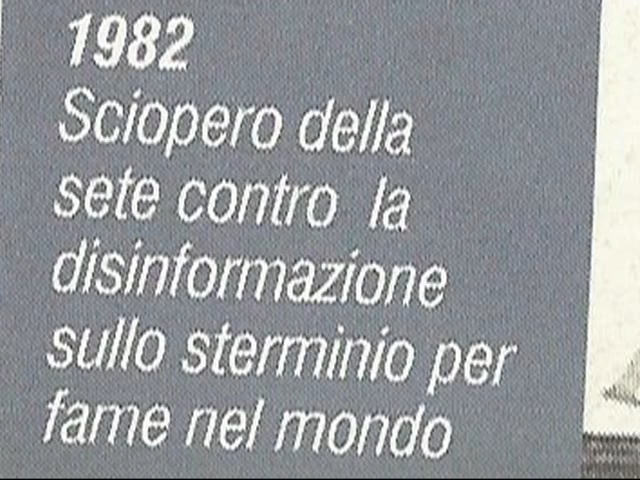 1982
Sciopero della
sete contro la
disinformazione
sullo sterminio per
fame nel mondo